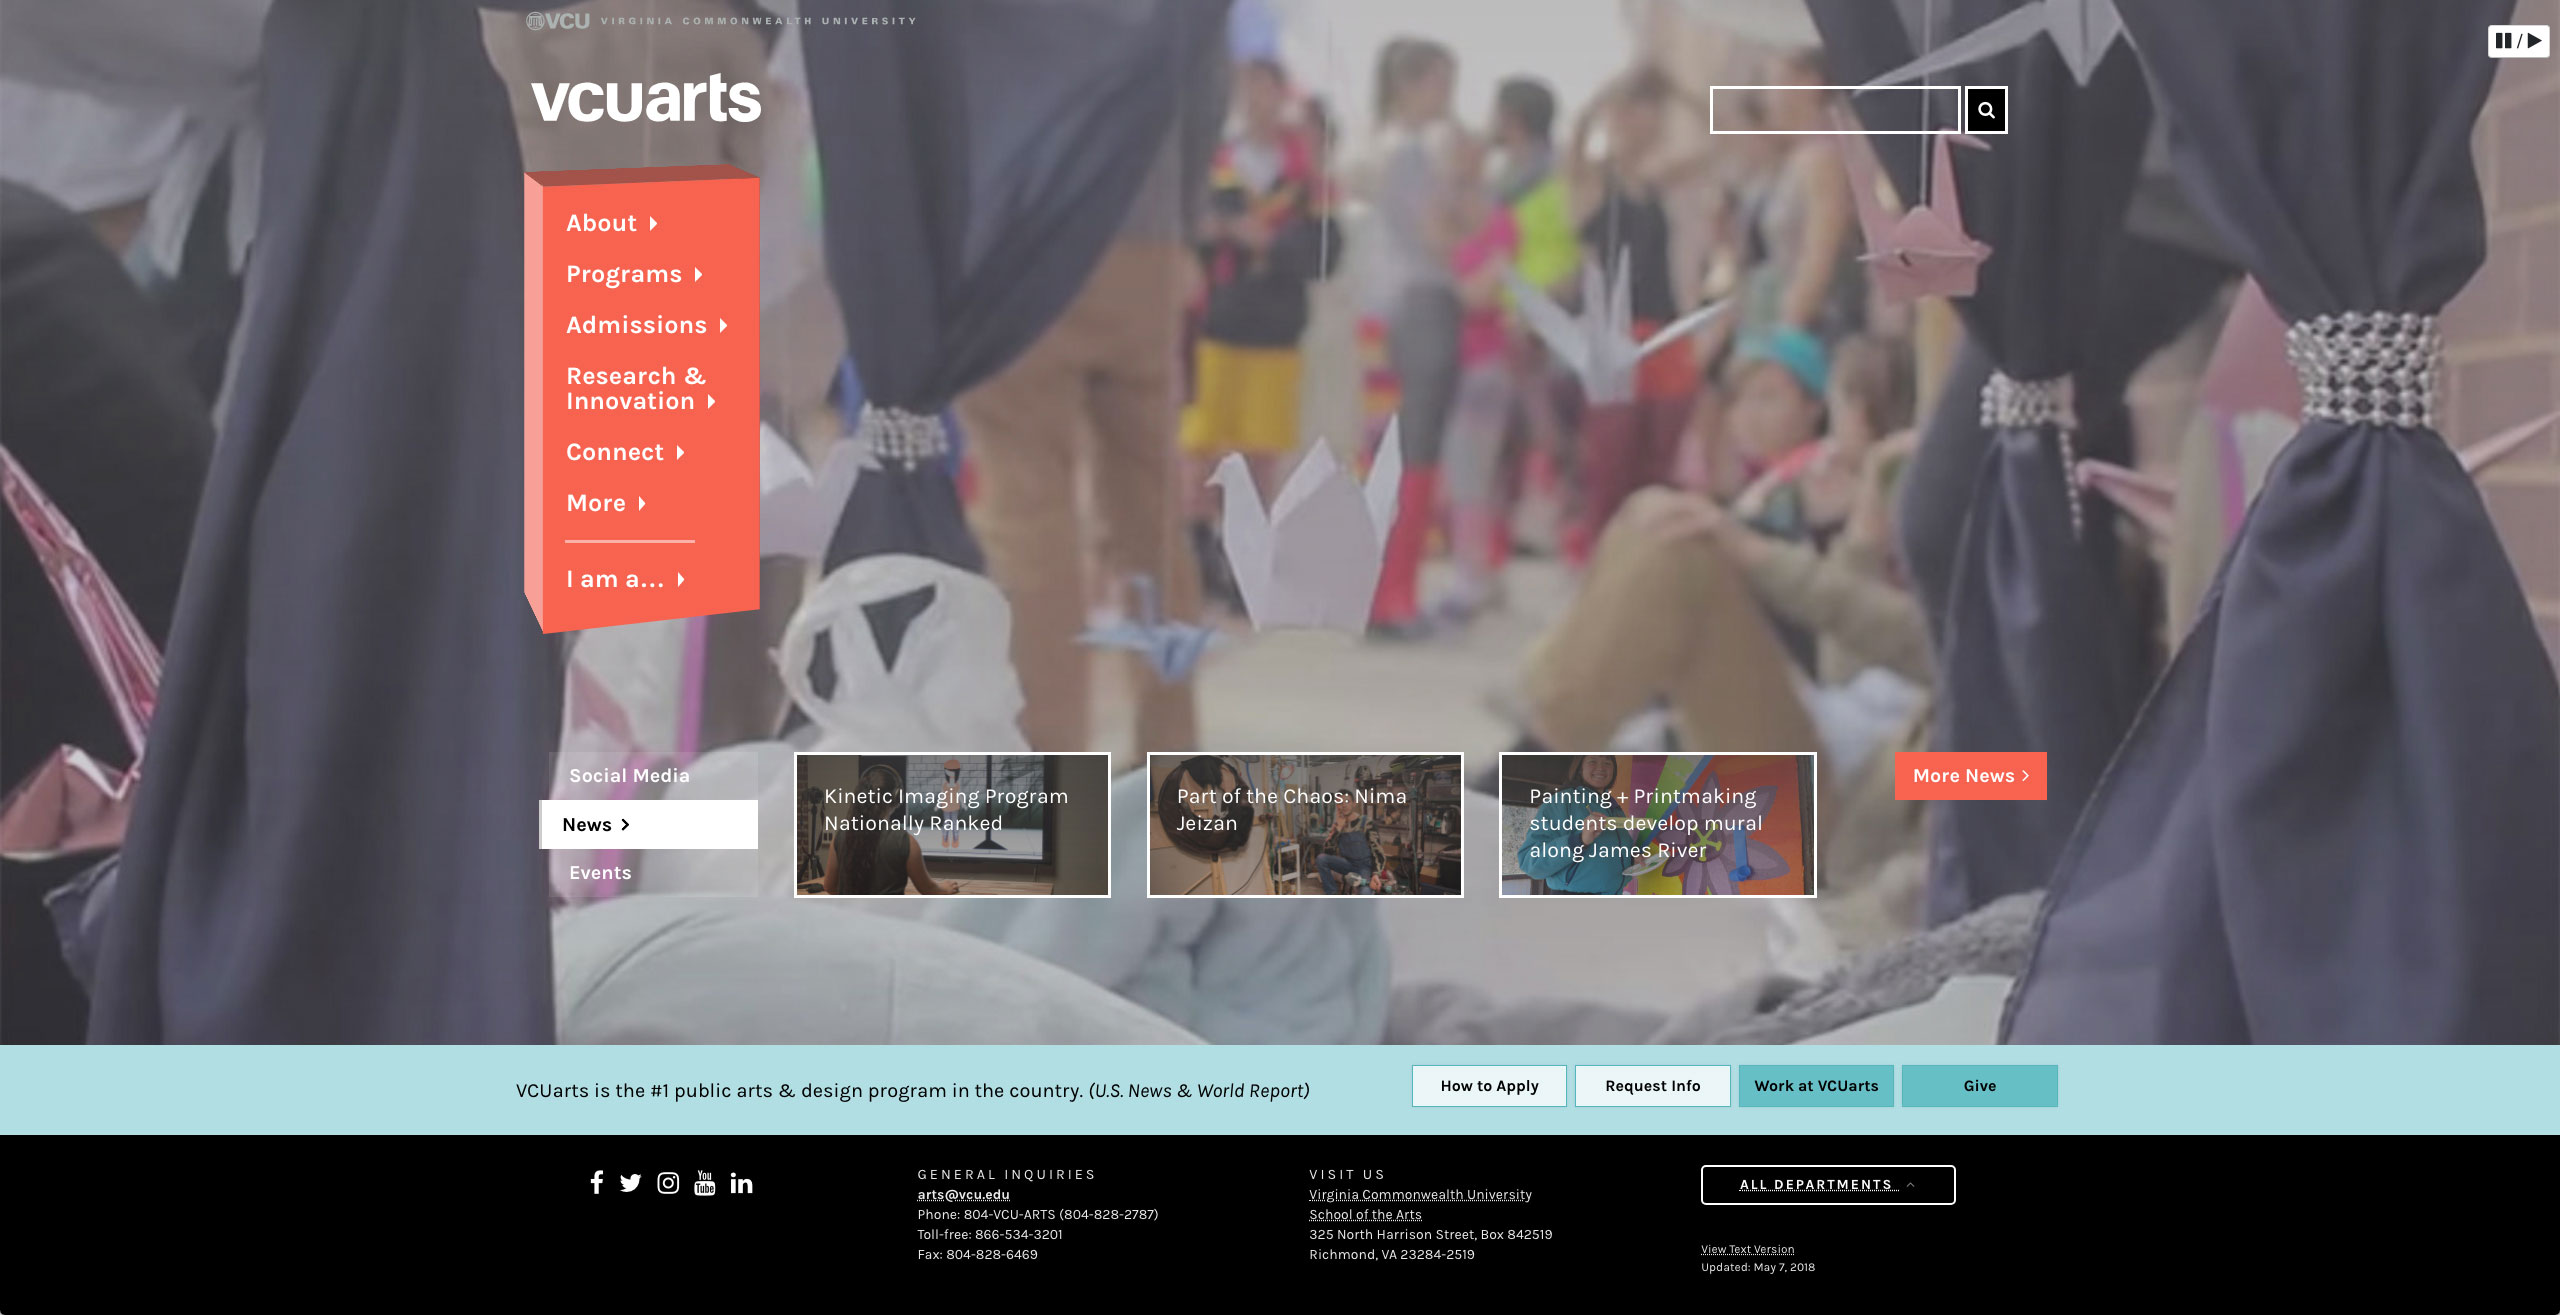 VCU VIRGINIA COMMONWEALTH UNIVERSITY
vcuarts
About
Programs
Admissions
Research &
Innovation
Connect
More
I am a...
Social Media
News
Events
Kinetic Imaging Program
Nationally Ranked
Part of the Chaos: Nima
Jeizan
Painting + Printmaking
students develop mural
along James River
More News
VCUarts is the #1 public arts & design program in the country. (U.S. News & World Report)
How to Apply
Request Info
Work at VCUarts
Give
You
Tube
GENERAL INQUIRIES
arts@vcu.edu
Phone: 804-VCU-ARTS (804-828-2787)
Toll-free: 866-534-3201
Fax: 804-828-6469
VISIT US
Virginia Commonwealth University
School of the Arts
325 North Harrison Street, Box 842519
Richmond, VA 23284-2519
ALL DEPARTMENTS
View Text Version
Updated: May 7, 2018